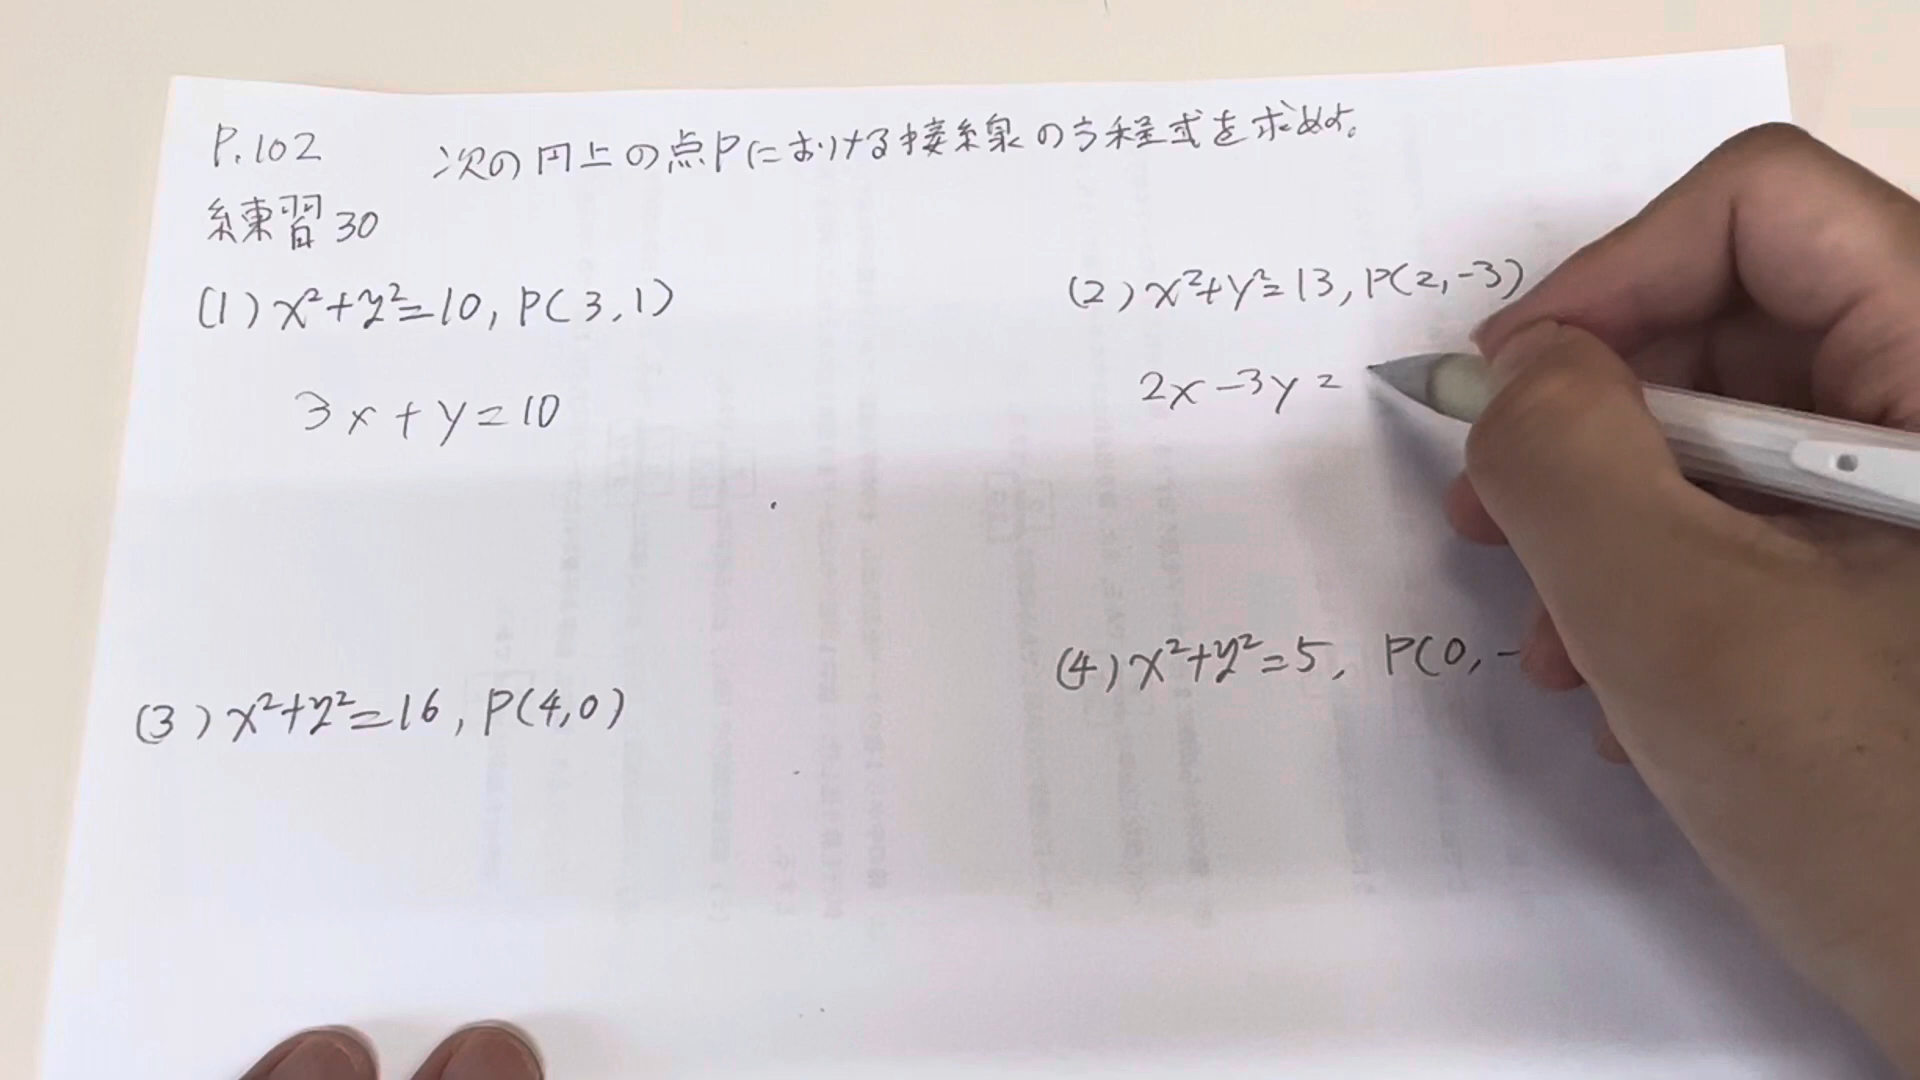 P.102
次の円上の点Pにおける接線の方程式を求めよ。
練習30
(1) x²+y²=10, P(3,1)
3x+y=10
(2) x²+y²=13, P(2,-3)
2x-3y=
(3) x²+y²=16, P(4,0)
(4) x²+y²=5, P(0,-